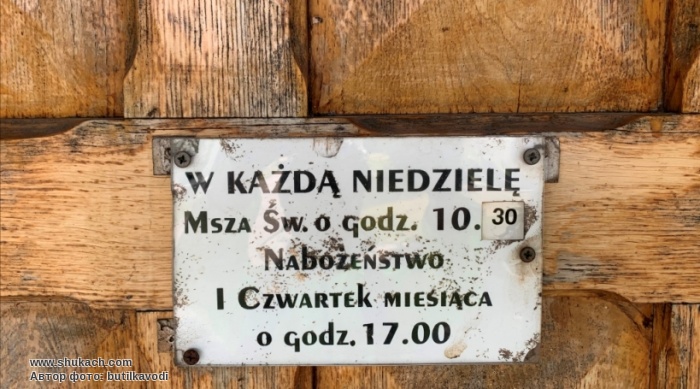 W KAŻDĄ NIEDZIELĘ
Msza Św. o godz. 10.30
Nabożeństwo
I Czwartek miesiąca
o godz. 17.00
www.shukach.com
Автор фото: butilkavodi